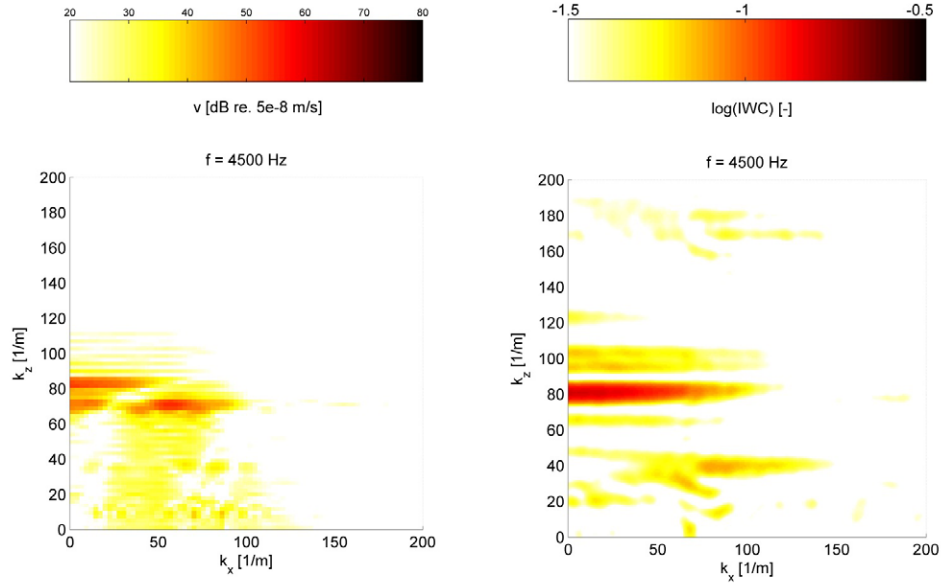 20 30 40 50 60 70 80
v [dB re. 5e-8 m/s]
f = 4500 Hz
200
180
160
140
120
100
80
60
40
20
0
k_z [1/m]
0 50 100 150 200
k_x [1/m]
-1.5 -1 -0.5
log(IWC) [-]
f = 4500 Hz
200
180
160
140
120
100
80
60
40
20
0
k_z [1/m]
0 50 100 150 200
k_x [1/m]